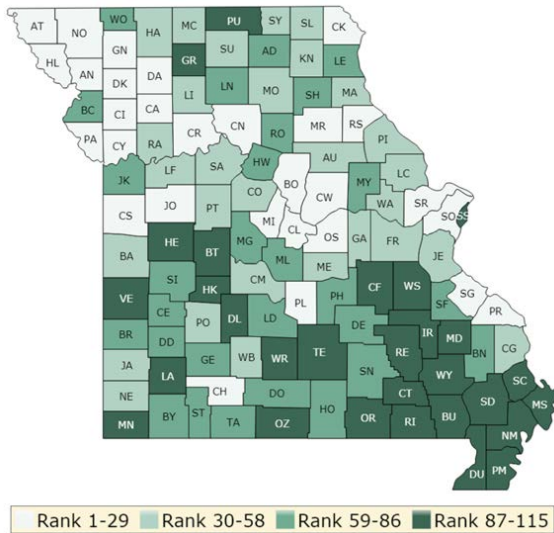 WO
PU
SY
SL
CK
AT
NO
HA
MC
GN
SU
AD
KN
LE
HL
AN
DK
DA
GR
LN
MO
SH
MA
BC
CI
CA
LI
RO
MR
RS
PI
PA
CY
RA
CR
CN
HW
AU
LC
JK
LF
SA
BO
MY
CO
CW
WA
SR
SO
SS
CS
JO
PT
MI
CL
OS
GA
FR
HE
BT
MG
ML
ME
JE
BA
SI
HK
CM
PL
PH
CF
WS
SF
SG
VE
CE
PO
DL
LD
PR
BR
DD
DE
IR
MD
BN
CG
JA
GE
WB
WR
TE
RE
LA
SN
WY
SC
NE
CH
DO
CT
SD
MS
MN
BY
ST
TA
OZ
HO
OR
RI
BU
NM
DU
PM
Rank 1-29 Rank 30-58 Rank 59-86 Rank 87-115